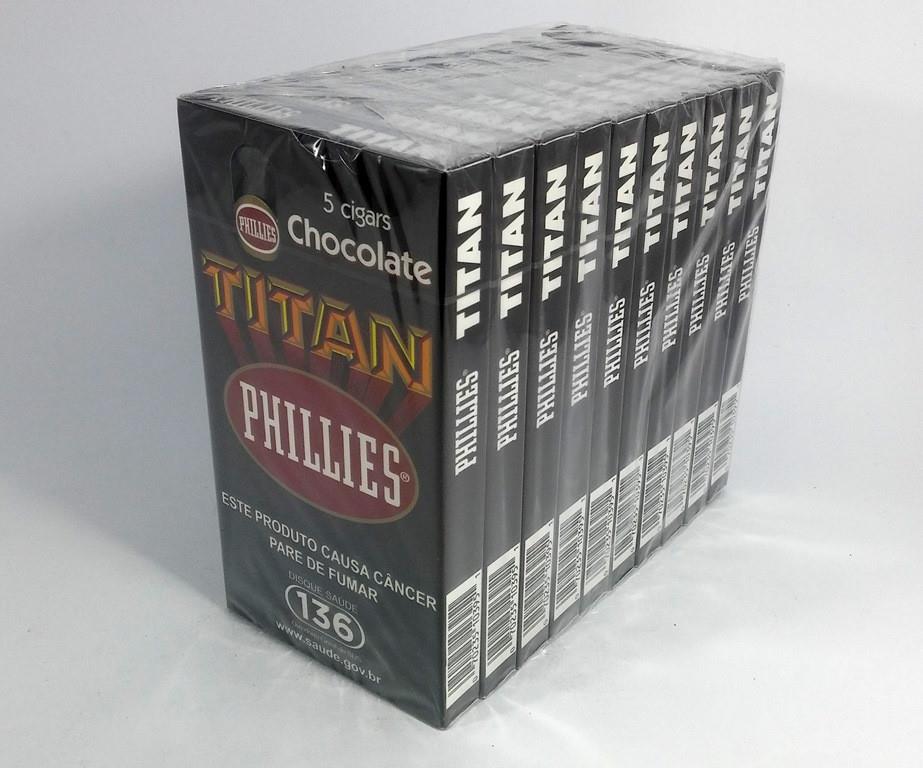 PHILLIES
5 cigars
Chocolate
PHILLIES
TITAN
PHILLIES®
ESTE PRODUTO CAUSA CÂNCER
PARE DE FUMAR
DISQUE SAÚDE
136
www.saude.gov.br
TITAN PHILLIES®
TITAN PHILLIES®
TITAN PHILLIES®
TITAN PHILLIES
TITAN PHILLIES
TITAN PHILLIES
TITAN PHILLIES
TITAN PHILLIES
TITAN PHILLIES
TITAN PHILLIES